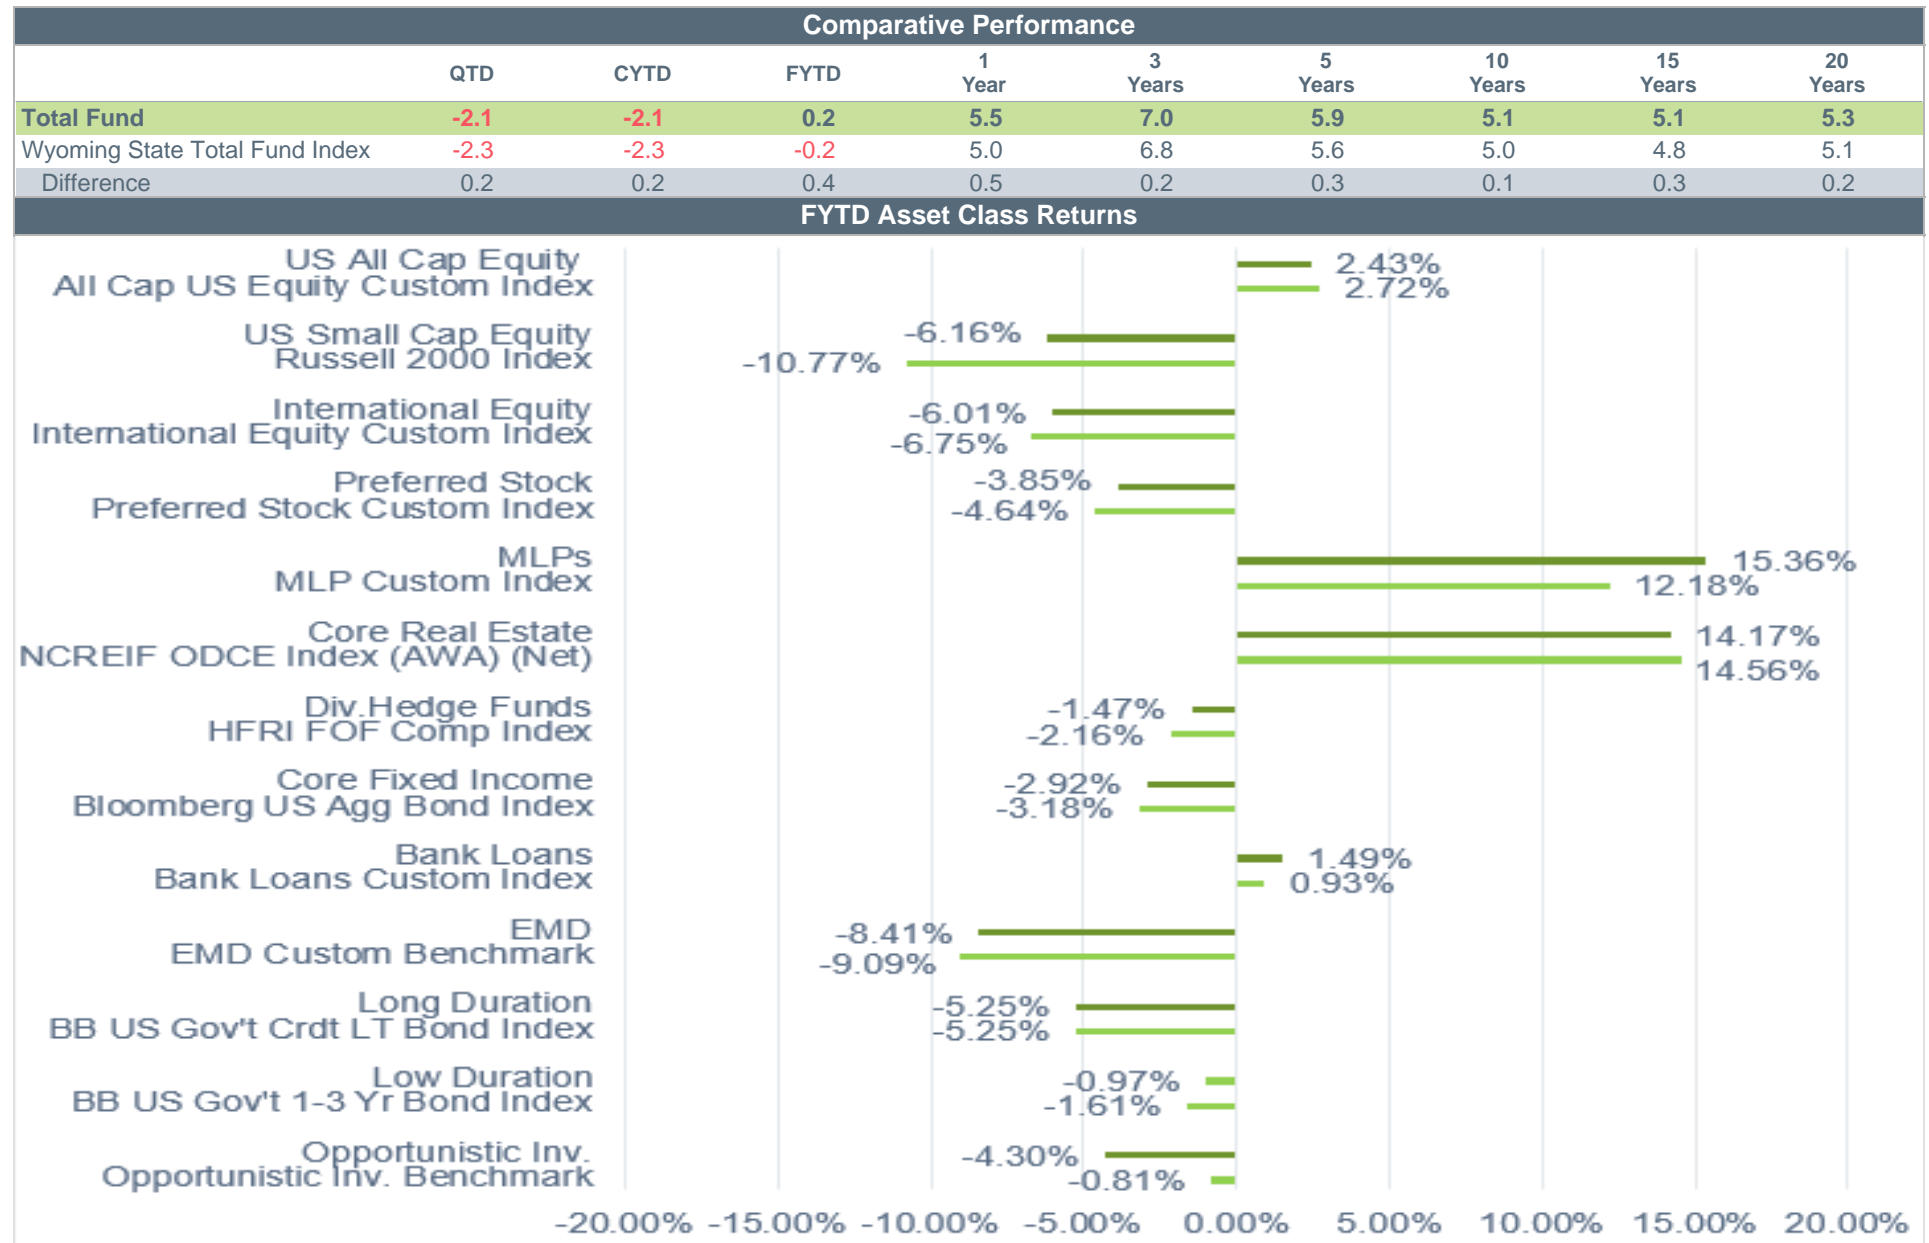 Comparative Performance
QTD CYTD FYTD 1 Year 3 Years 5 Years 10 Years 15 Years 20 Years
Total Fund -2.1 -2.1 0.2 5.5 7.0 5.9 5.1 5.1 5.3
Wyoming State Total Fund Index -2.3 -2.3 -0.2 5.0 6.8 5.6 5.0 4.8 5.1
Difference 0.2 0.2 0.4 0.5 0.2 0.3 0.1 0.3 0.2
FYTD Asset Class Returns
US All Cap Equity 2.43%
All Cap US Equity Custom Index 2.72%
US Small Cap Equity -6.16%
Russell 2000 Index -10.77%
International Equity -6.01%
International Equity Custom Index -6.75%
Preferred Stock -3.85%
Preferred Stock Custom Index -4.64%
MLPs 15.36%
MLP Custom Index 12.18%
Core Real Estate 14.17%
NCREIF ODCE Index (AWA) (Net) 14.56%
Div.Hedge Funds -1.47%
HFRI FOF Comp Index -2.16%
Core Fixed Income -2.92%
Bloomberg US Agg Bond Index -3.18%
Bank Loans 1.49%
Bank Loans Custom Index 0.93%
EMD -8.41%
EMD Custom Benchmark -9.09%
Long Duration -5.25%
BB US Gov't Crdt LT Bond Index -5.25%
Low Duration -0.97%
BB US Gov't 1-3 Yr Bond Index -1.61%
Opportunistic Inv. -4.30%
Opportunistic Inv. Benchmark -0.81%
-20.00% -15.00% -10.00% -5.00% 0.00% 5.00% 10.00% 15.00% 20.00%